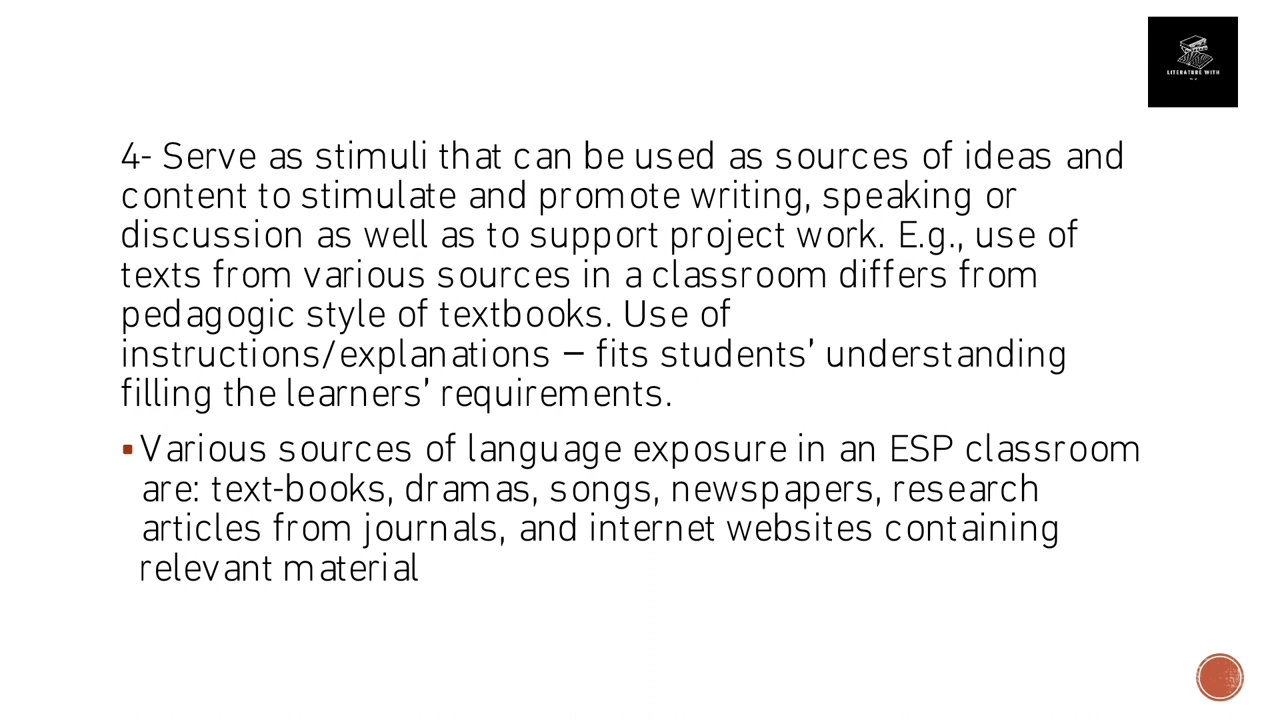 LITERATURE WITH
4- Serve as stimuli that can be used as sources of ideas and
content to stimulate and promote writing, speaking or
discussion as well as to support project work. E.g., use of
texts from various sources in a classroom differs from
pedagogic style of textbooks. Use of
instructions/explanations – fits students’ understanding
filling the learners’ requirements.
▪Various sources of language exposure in an ESP classroom
are: text-books, dramas, songs, newspapers, research
articles from journals, and internet websites containing
relevant material